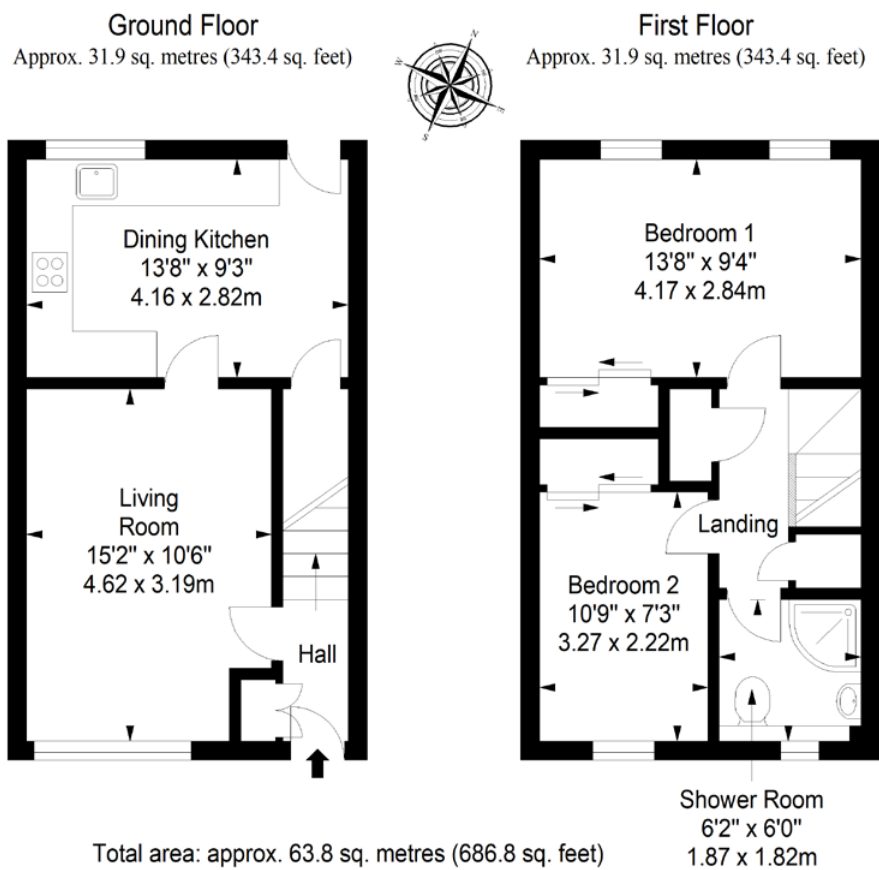 Ground Floor
Approx. 31.9 sq. metres (343.4 sq. feet)
N
W
E
S
First Floor
Approx. 31.9 sq. metres (343.4 sq. feet)
Dining Kitchen
13'8" x 9'3"
4.16 x 2.82m
Living
Room
15'2" x 10'6"
4.62 x 3.19m
Hall
Bedroom 1
13'8" x 9'4"
4.17 x 2.84m
Landing
Bedroom 2
10'9" x 7'3"
3.27 x 2.22m
Shower Room
6'2" x 6'0"
1.87 x 1.82m
Total area: approx. 63.8 sq. metres (686.8 sq. feet)